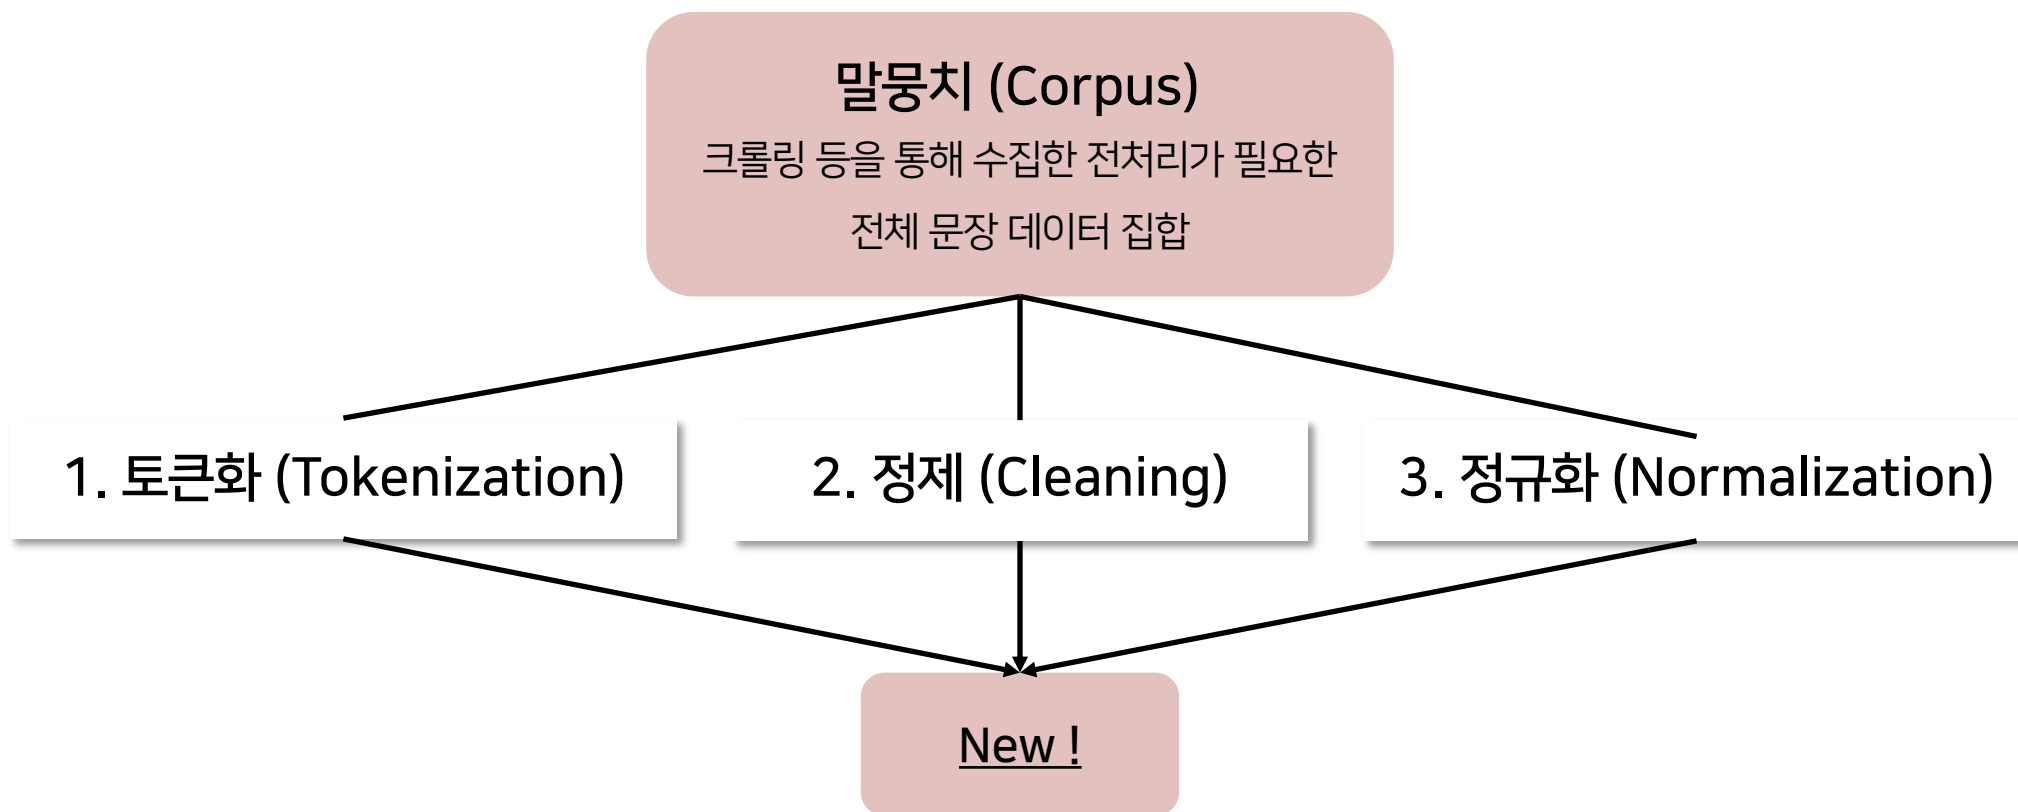 말뭉치 (Corpus)
크롤링 등을 통해 수집한 전처리가 필요한
전체 문장 데이터 집합
1. 토큰화 (Tokenization)
2. 정제 (Cleaning)
3. 정규화 (Normalization)
New !